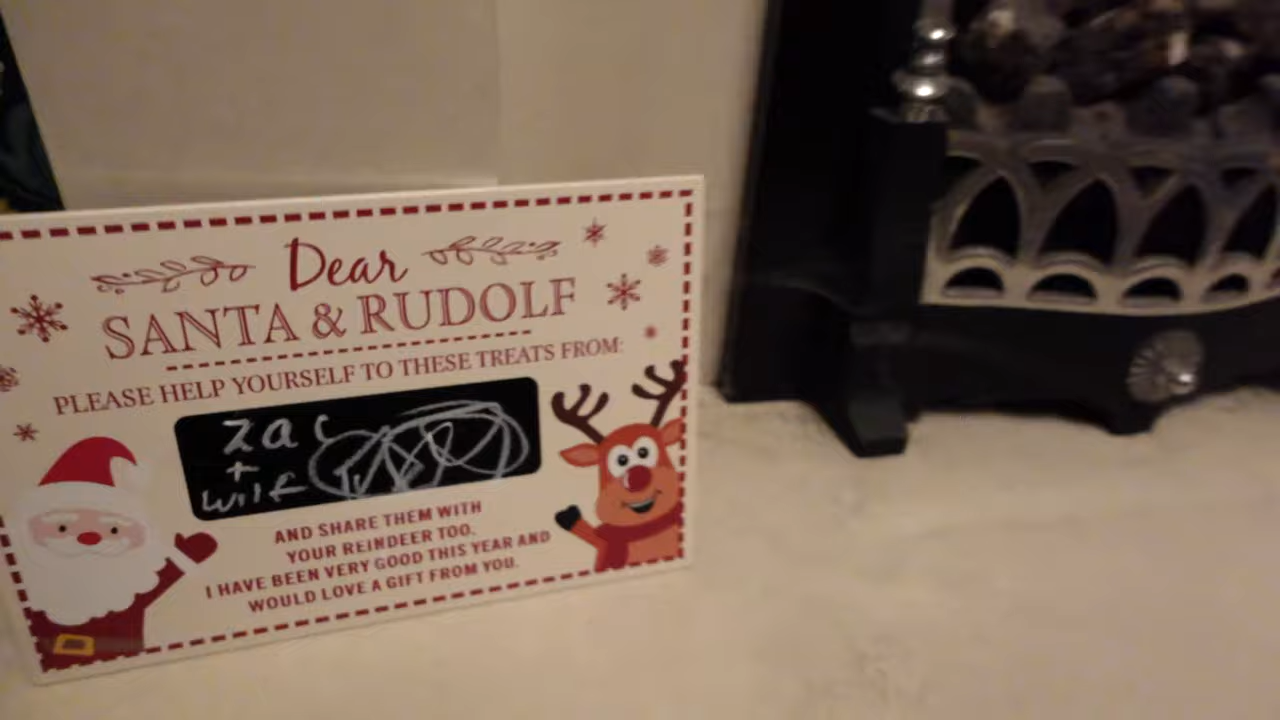 Dear
SANTA & RUDOLF
PLEASE HELP YOURSELF TO THESE TREATS FROM:
Zac
+
Wilf
AND SHARE THEM WITH
YOUR REINDEER TOO.
I HAVE BEEN VERY GOOD THIS YEAR AND
WOULD LOVE A GIFT FROM YOU.